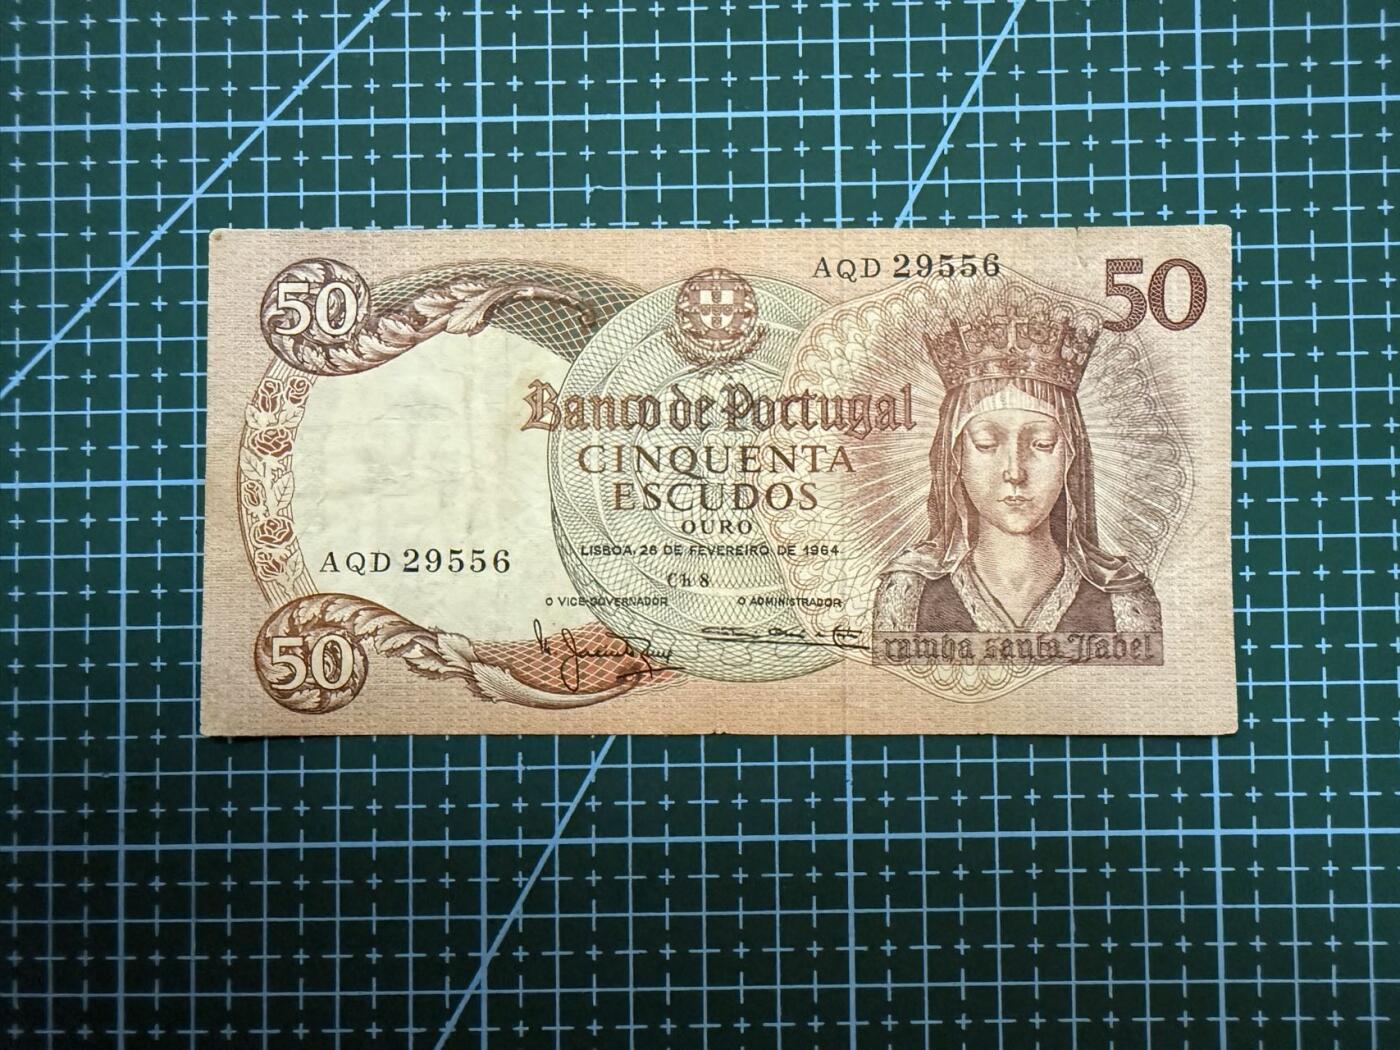 50
AQD 29556
50
Banco de Portugal
CINQUENTA
ESCUDOS
OURO
LISBOA, 28 DE FEVEREIRO DE 1964
AQD 29556
Ch 8
O VICE-GOVERNADOR
O ADMINISTRADOR
50
rainha santa Isabel